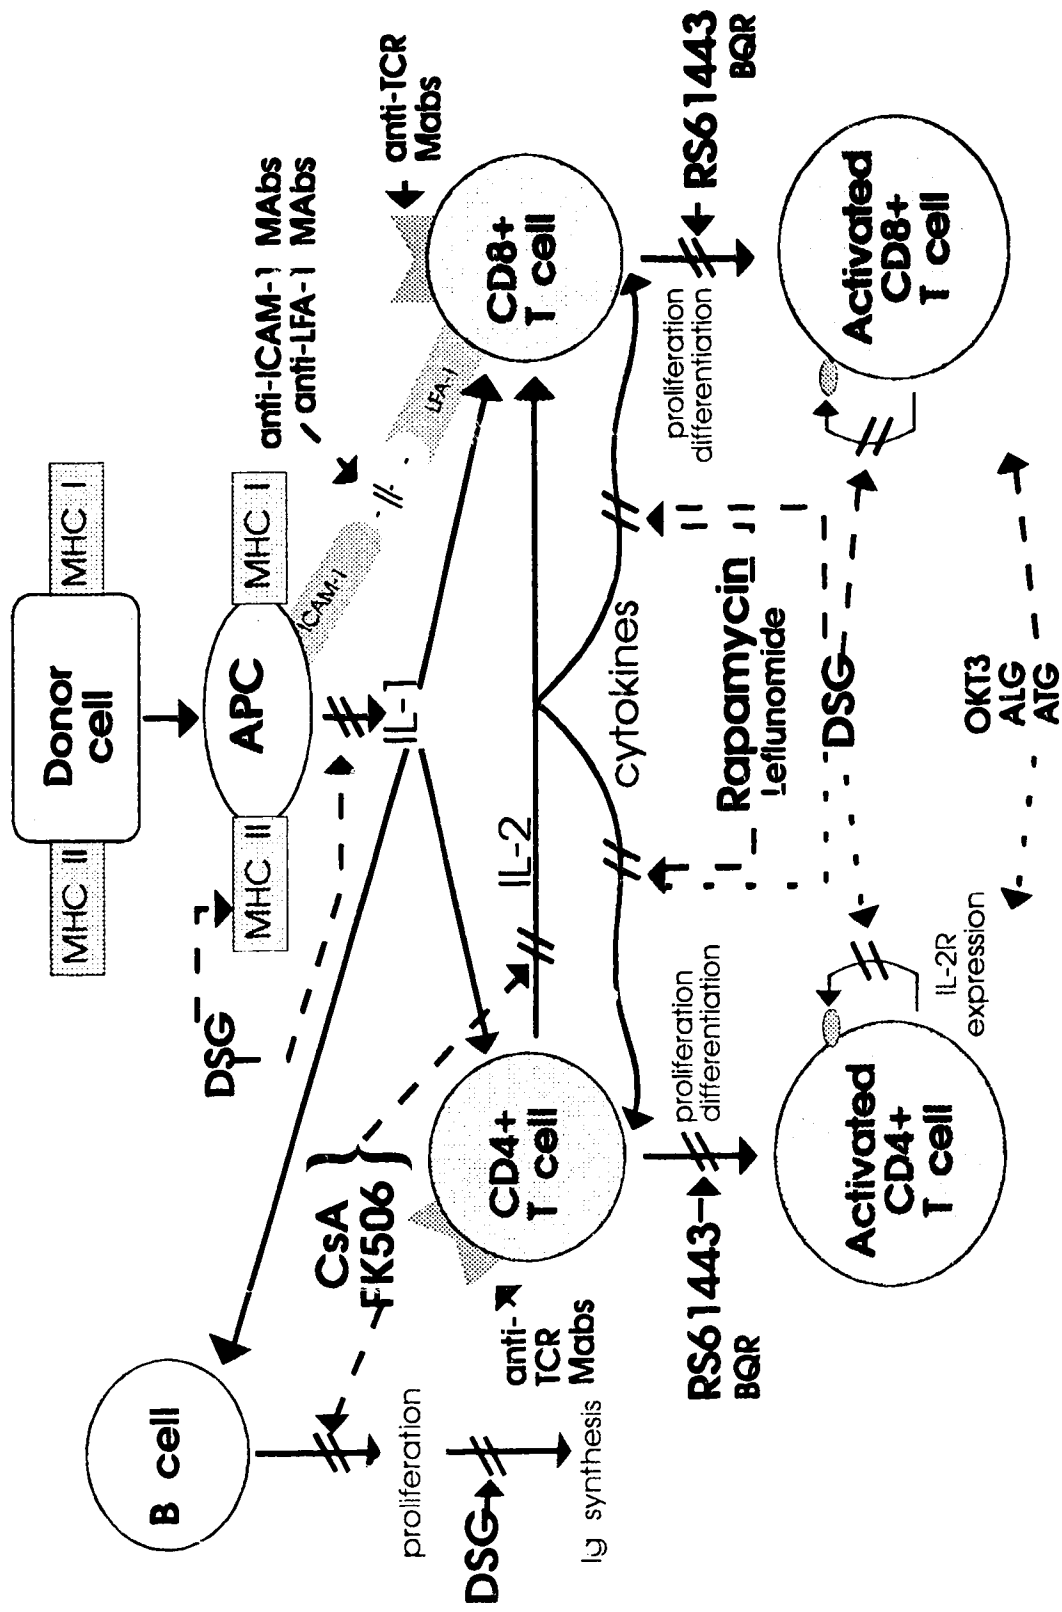 MHC II
Donor
cell
MHC I
DSG
MHC II
APC
MHC I
anti-ICAM-1 MAbs
anti-LFA-1 MAbs
ICAM-1
LFA-1
anti-TCR
Mabs
B cell
IL-1
CsA
FK506
CD4+
T cell
IL-2
CD8+
T cell
proliferation
anti-
TCR
Mabs
DSG
Ig synthesis
cytokines
RS61443
BQR
proliferation
differentiation
Rapamycin
Leflunomide
proliferation
differentiation
RS61443
BQR
DSG
Activated
CD4+
T cell
IL-2R
expression
OKT3
ALG
ATG
Activated
CD8+
T cell